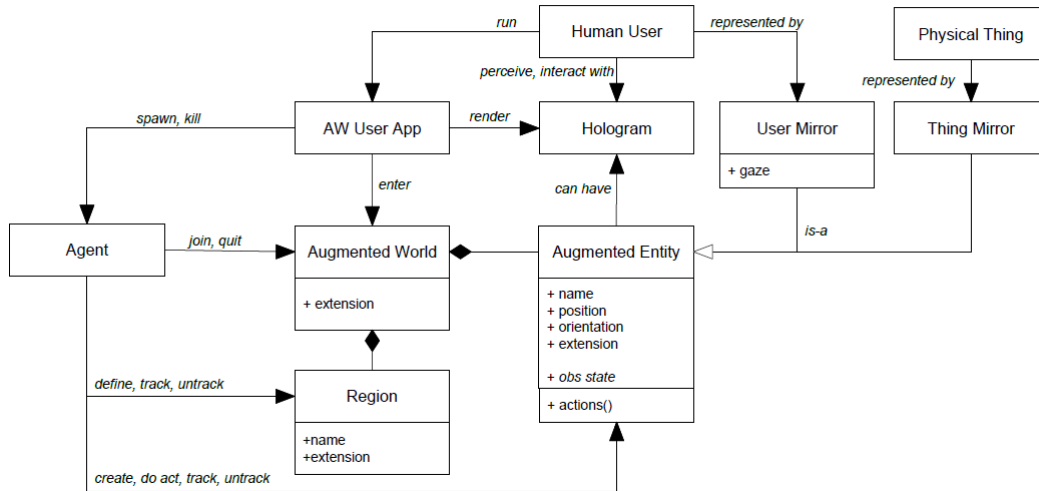 run
Human User
represented by
Physical Thing
perceive, interact with
represented by
spawn, kill
AW User App
render
Hologram
User Mirror
Thing Mirror
+ gaze
enter
can have
is-a
Agent
join, quit
Augmented World
Augmented Entity
+ extension
+ name
+ position
+ orientation
+ extension
+ obs state
+ actions()
define, track, untrack
Region
+name
+extension
create, do act, track, untrack